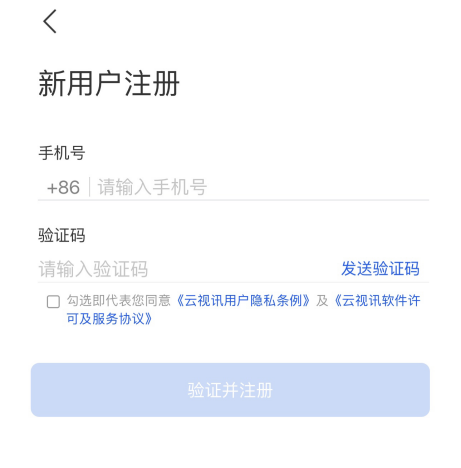 新用户注册
手机号
+86 请输入手机号
验证码
请输入验证码 发送验证码
勾选即代表您同意《云视讯用户隐私条例》及《云视讯软件许
可及服务协议》
验证并注册